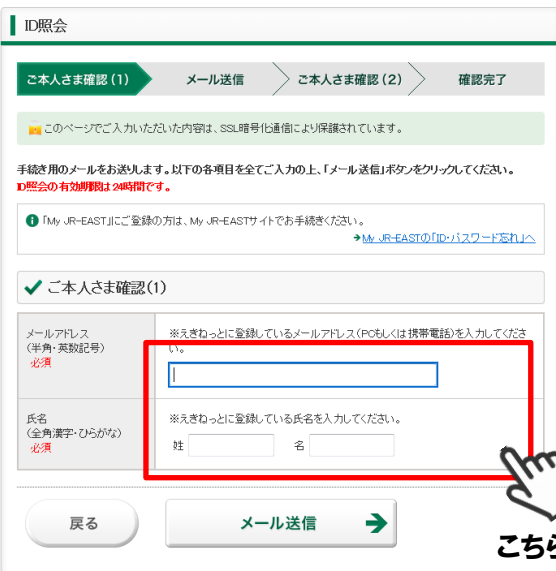 ID照会
ご本人さま確認(1)
メール送信
ご本人さま確認(2)
確認完了
このページでご入力いただいた内容は、SSL暗号化通信により保護されています。
手続き用のメールをお送りします。以下の各項目を全てご入力の上、「メール送信」ボタンをクリックしてください。
ID照会の有効期限は24時間です。
「My JR-EAST」にご登録の方は、My JR-EASTサイトでお手続きください。
My JR-EASTの「ID・パスワード忘れ」へ
ご本人さま確認(1)
メールアドレス
(半角・英数記号)
必須
※えきねっとに登録しているメールアドレス(PCもしくは携帯電話)を入力してくださ
い。
氏名
(全角漢字・ひらがな)
必須
※えきねっとに登録している氏名を入力してください。
姓
名
戻る
メール送信
こちら